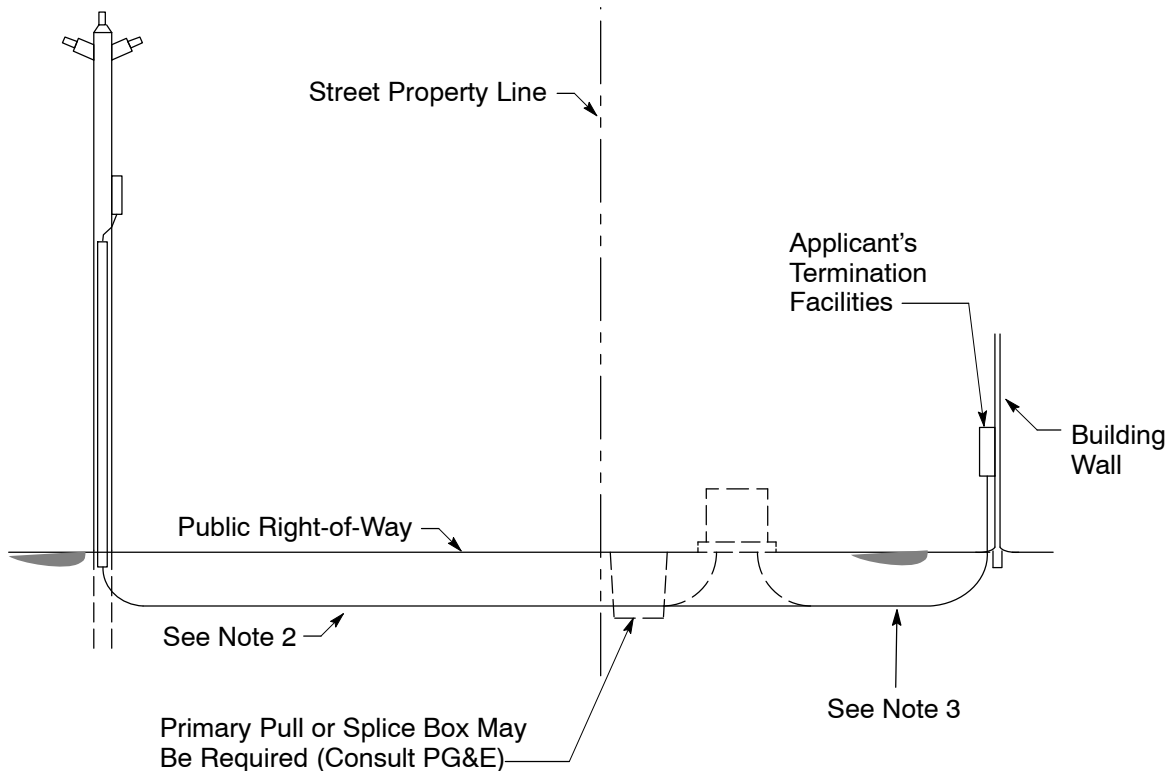 Street Property Line
Applicant’s
Termination
Facilities
Building
Wall
Public Right-of-Way
See Note 2
See Note 3
Primary Pull or Splice Box May
Be Required (Consult PG&E)